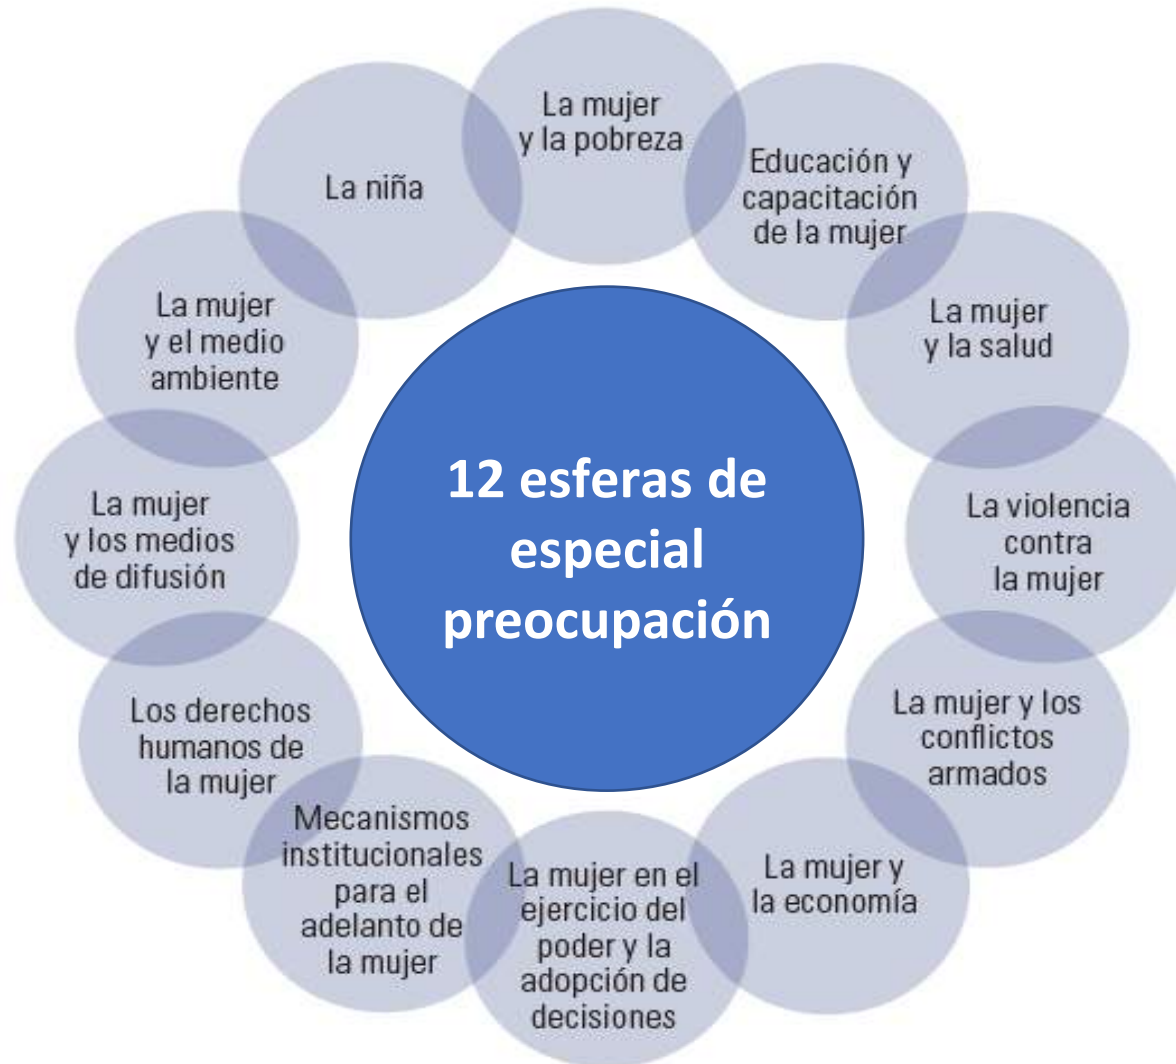 La mujer
y la pobreza
Educación y
capacitación
de la mujer
La mujer
y la salud
La violencia
contra
la mujer
La mujer y los
conflictos
armados
La mujer y
la economía
La mujer en el
ejercicio del
poder y la
adopción de
decisiones
Mecanismos
institucionales
para el
adelanto de
la mujer
Los derechos
humanos de
la mujer
La mujer
y los medios
de difusión
La mujer
y el medio
ambiente
La niña
12 esferas de
especial
preocupación